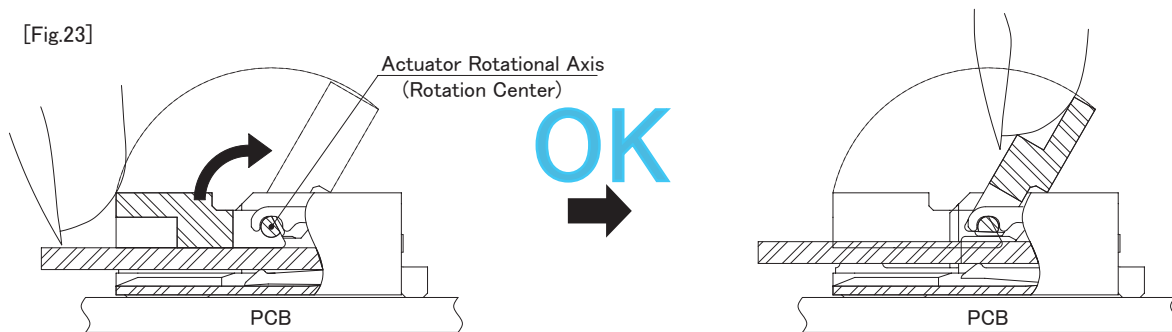 [Fig.23]
Actuator Rotational Axis
(Rotation Center)
OK
PCB
PCB